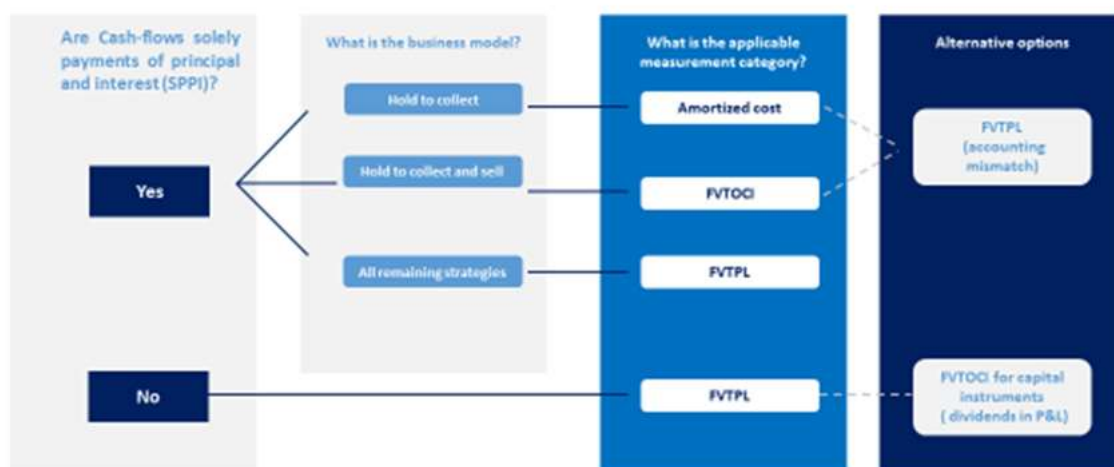 Are Cash-flows solely
payments of principal
and interest (SPPI)?
What is the business model?
What is the applicable
measurement category?
Alternative options
Hold to collect
Amortized cost
FVTPL
(accounting
mismatch)
Yes
Hold to collect and sell
FVTOCI
All remaining strategies
FVTPL
No
FVTPL
FVTOCI for capital
instruments
( dividends in P&L)